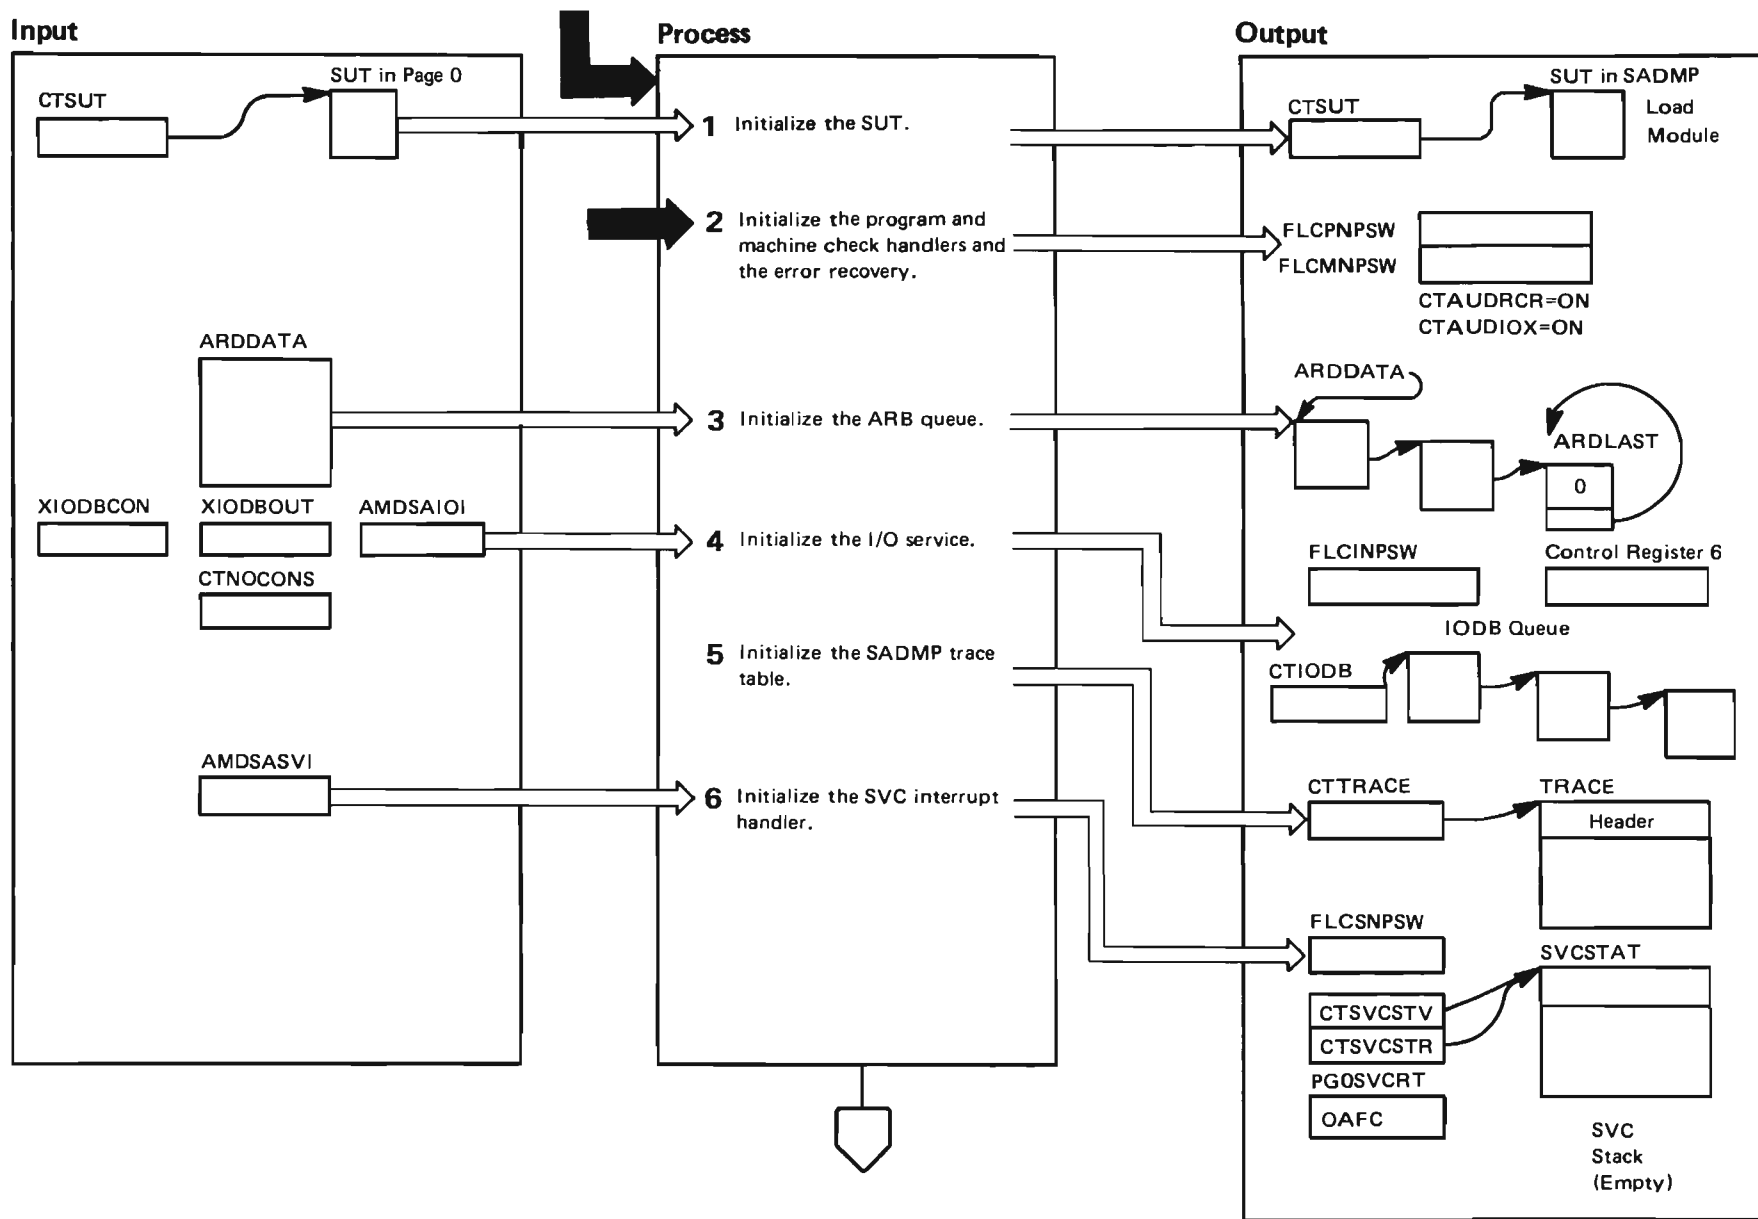 Input
Process
Output
SUT in Page 0
CTSUT
1 Initialize the SUT.
CTSUT
SUT in SADMP
Load
Module
2 Initialize the program and
machine check handlers and
the error recovery.
FLCPNPSW
FLCMNPSW
CTAUDRCR=ON
CTAUDIOX=ON
ARDDATA
3 Initialize the ARB queue.
ARDDATA
ARDLAST
0
XIODBCON
XIODBOUT
AMDSAIOI
CTNOCONS
4 Initialize the I/O service.
FLCINPSW
Control Register 6
IODB Queue
CTIODB
5 Initialize the SADMP trace
table.
CTTRACE
TRACE
Header
AMDSASVI
6 Initialize the SVC interrupt
handler.
FLCSNPSW
SVCSTAT
CTSVCSTV
CTSVCSTR
PG0SVCRT
OAFC
SVC
Stack
(Empty)